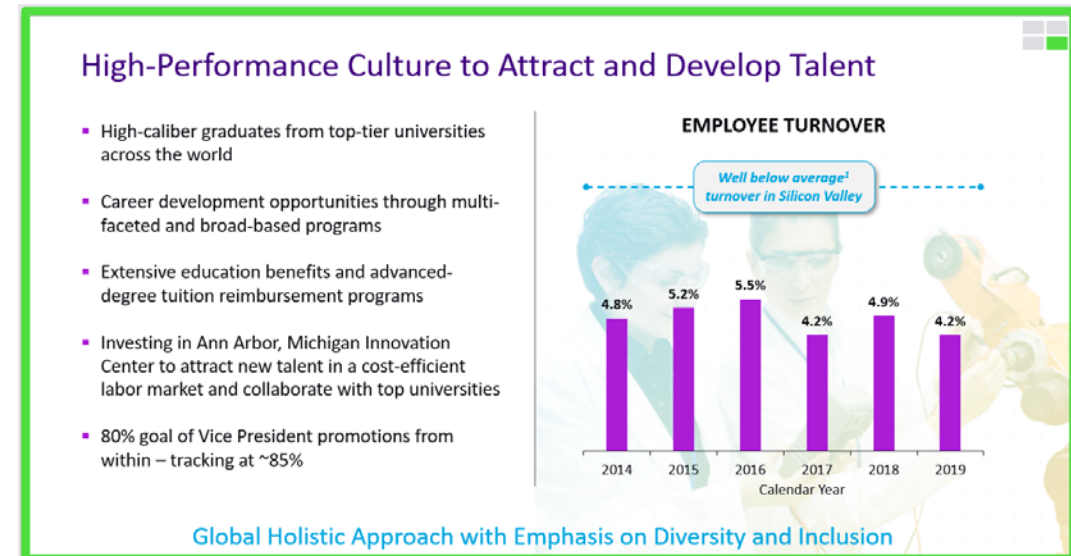 High-Performance Culture to Attract and Develop Talent
▪ High-caliber graduates from top-tier universities
across the world
▪ Career development opportunities through multi-
faceted and broad-based programs
▪ Extensive education benefits and advanced-
degree tuition reimbursement programs
▪ Investing in Ann Arbor, Michigan Innovation
Center to attract new talent in a cost-efficient
labor market and collaborate with top universities
▪ 80% goal of Vice President promotions from
within – tracking at ~85%
EMPLOYEE TURNOVER
Well below average¹
turnover in Silicon Valley
4.8% 5.2% 5.5% 4.2% 4.9% 4.2%
2014 2015 2016 2017 2018 2019
Calendar Year
Global Holistic Approach with Emphasis on Diversity and Inclusion